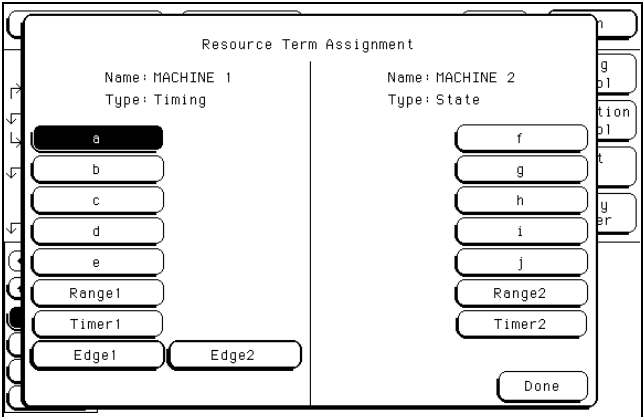 Resource Term Assignment
Name: MACHINE 1
Type: Timing
a
b
c
d
e
Range1
Timer1
Edge1 Edge2
Name: MACHINE 2
Type: State
f
g
h
i
j
Range2
Timer2
Done